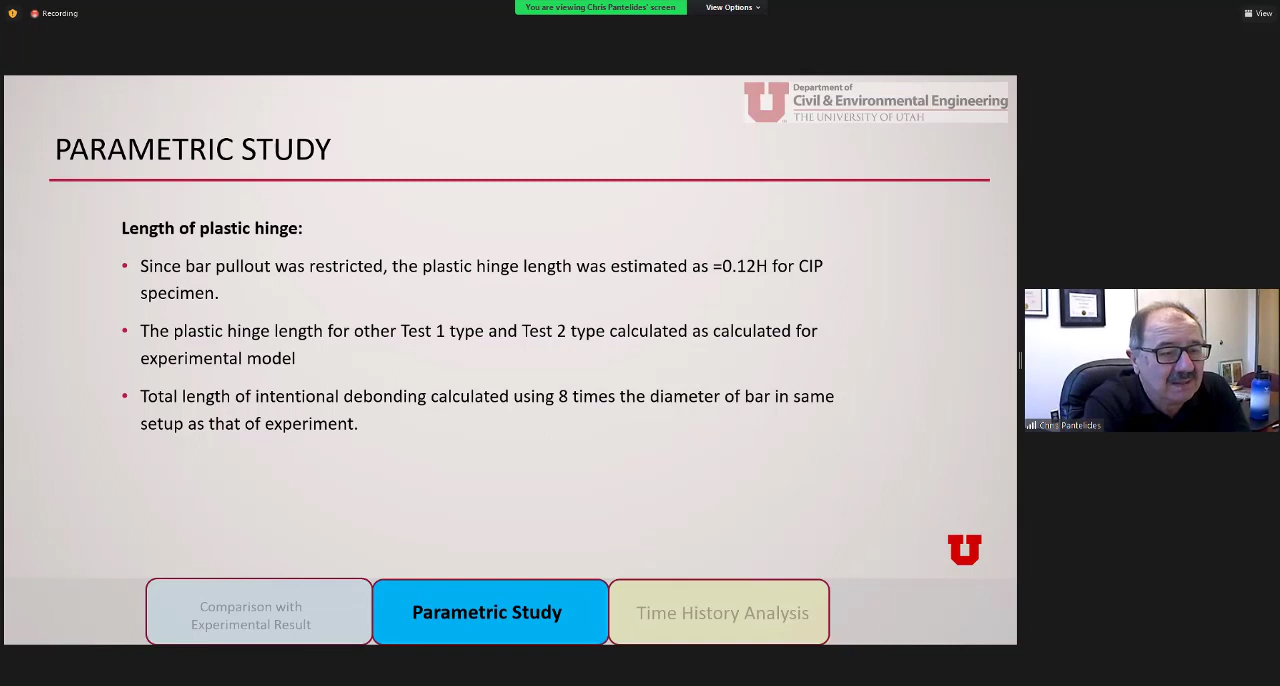 Recording
You are viewing Chris Pantelides' screen
View Options
View
Department of
Civil & Environmental Engineering
THE UNIVERSITY OF UTAH
PARAMETRIC STUDY
Length of plastic hinge:
• Since bar pullout was restricted, the plastic hinge length was estimated as =0.12H for CIP
specimen.
• The plastic hinge length for other Test 1 type and Test 2 type calculated as calculated for
experimental model
• Total length of intentional debonding calculated using 8 times the diameter of bar in same
setup as that of experiment.
Chris Pantelides
U
Comparison with
Experimental Result
Parametric Study
Time History Analysis